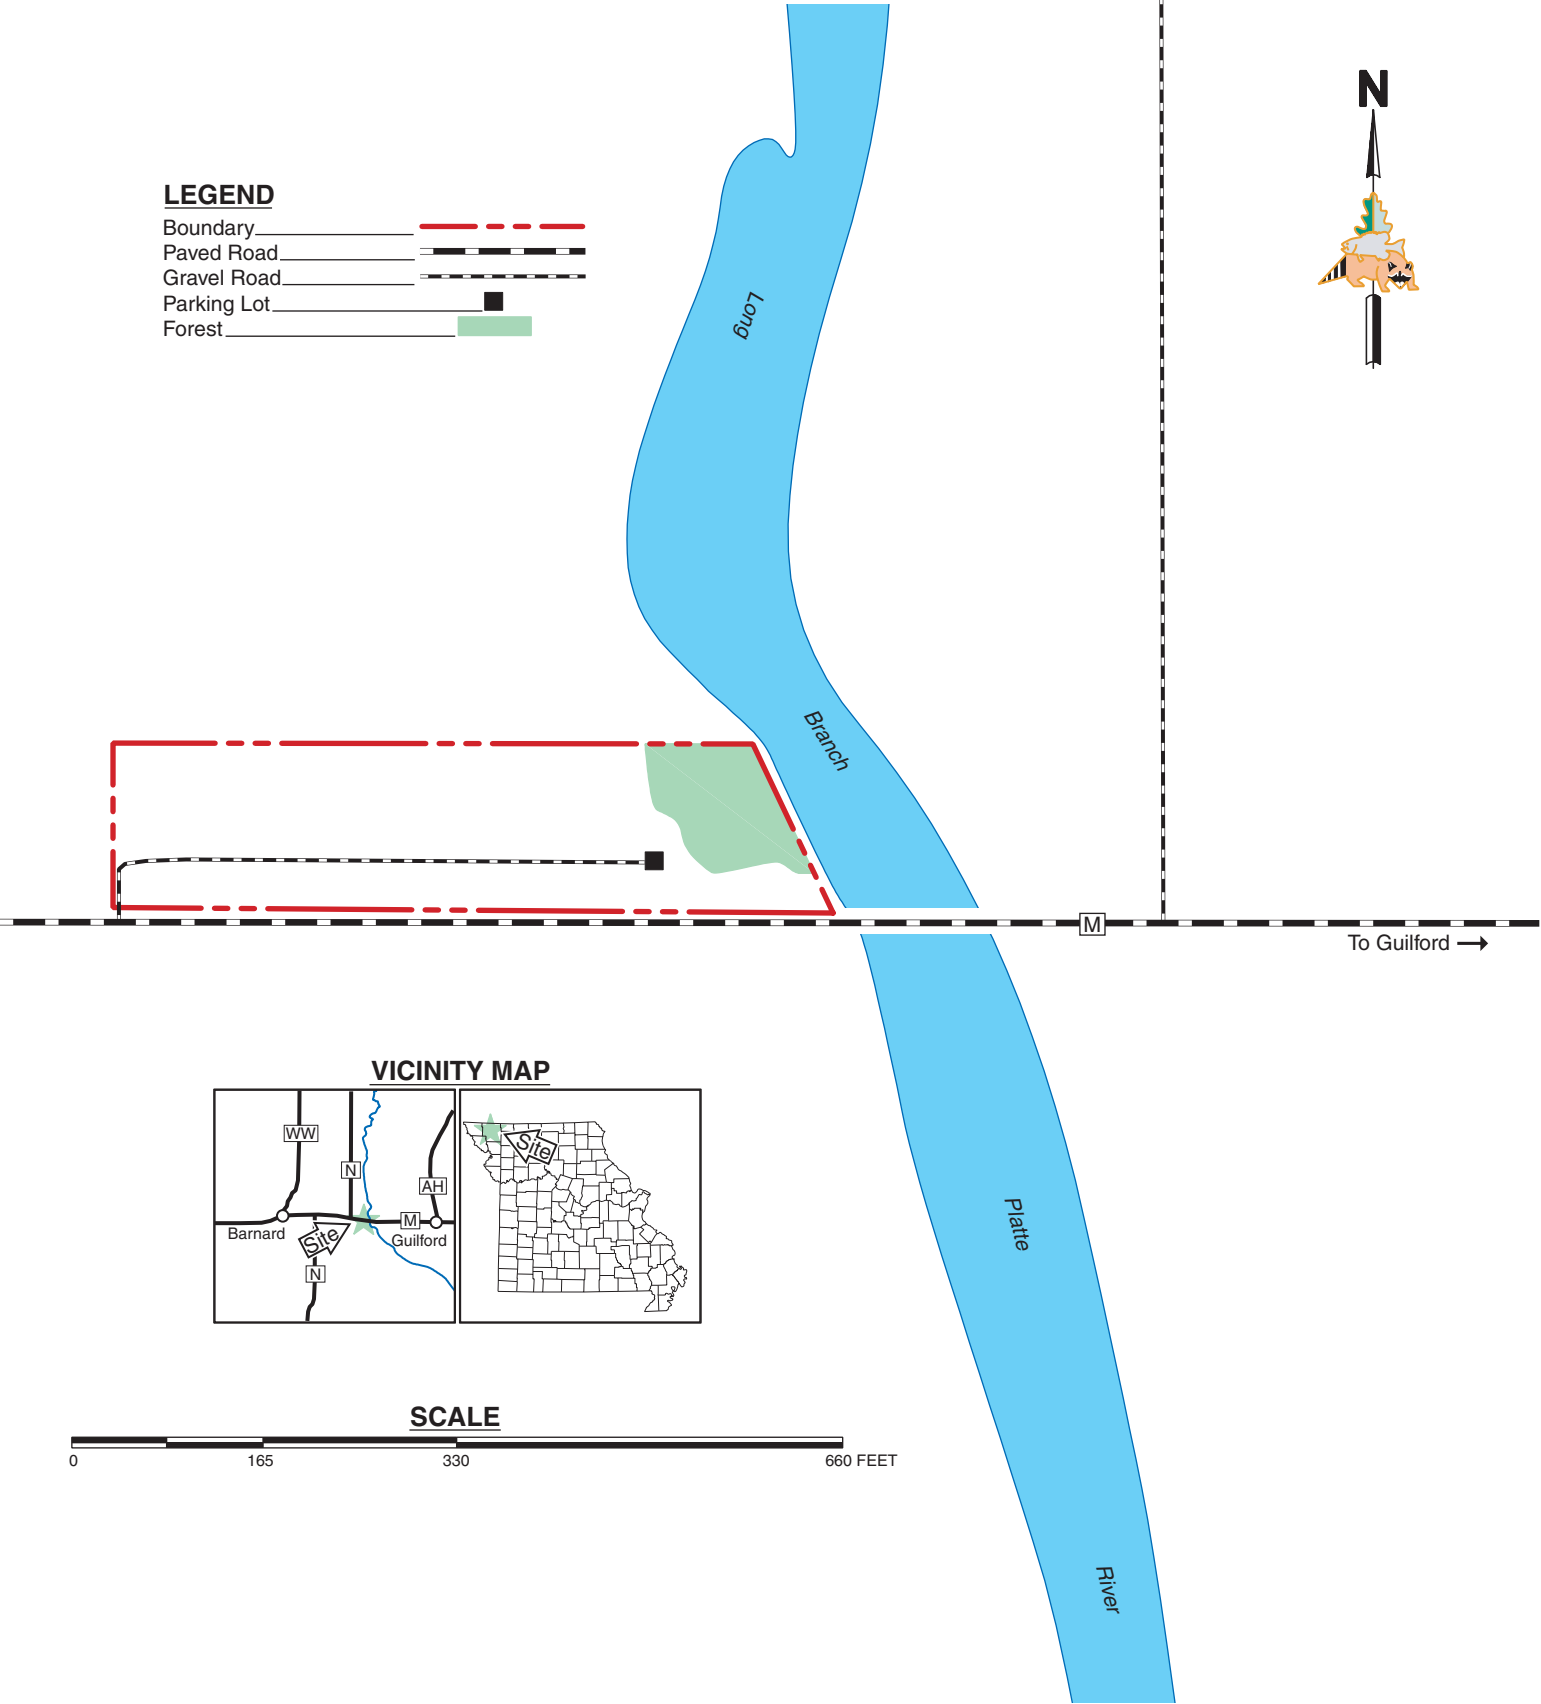 N
LEGEND
Boundary
Paved Road
Gravel Road
Parking Lot
Forest
Long
Branch
M
To Guilford
VICINITY MAP
WW
N
AH
M
Barnard
Site
Guilford
N
Site
Platte
River
SCALE
0 165 330 660 FEET